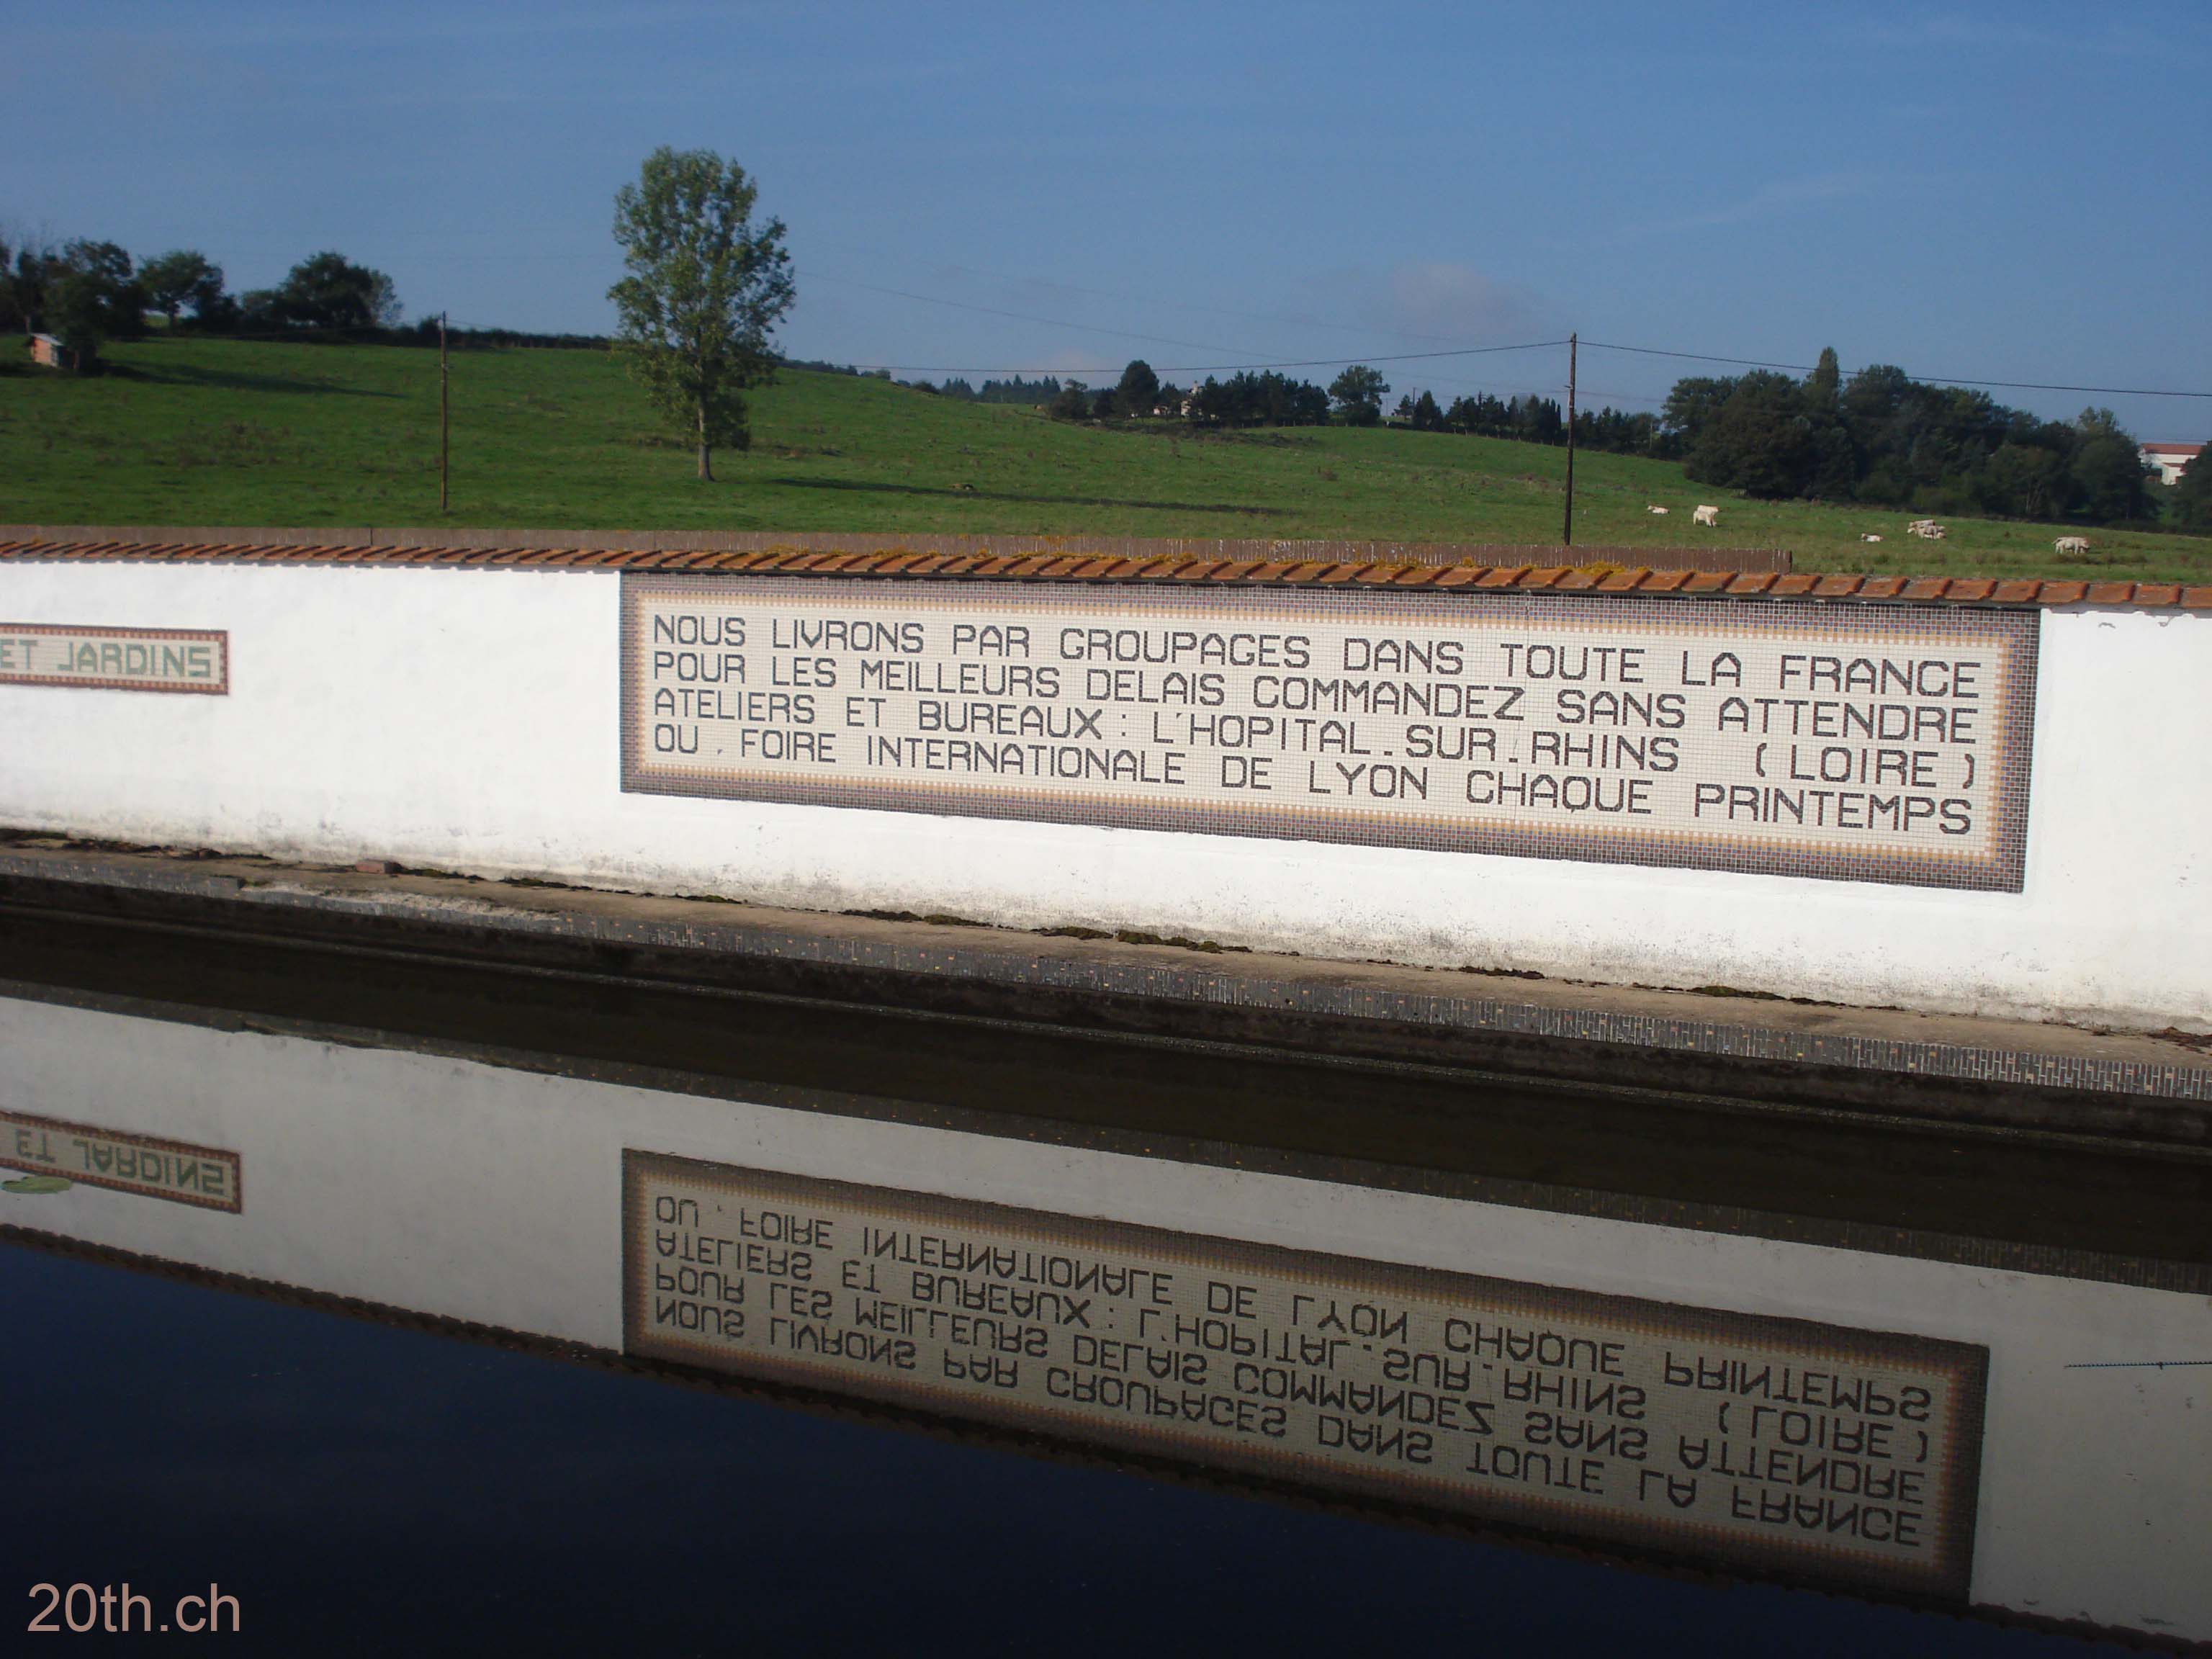 ET JARDINS
NOUS LIVRONS PAR GROUPAGES DANS TOUTE LA FRANCE
POUR LES MEILLEURS DELAIS COMMANDEZ SANS ATTENDRE
ATELIERS ET BUREAUX : L'HOPITAL.SUR.RHINS (LOIRE)
OU . FOIRE INTERNATIONALE DE LYON CHAQUE PRINTEMPS
20th.ch